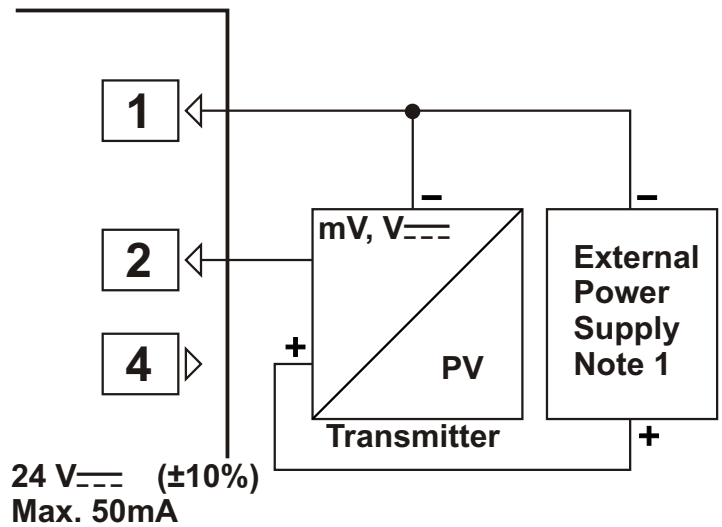 1
2
4
24 V⎓ (±10%)
Max. 50mA
−
mV, V⎓
+
PV
Transmitter
−
External
Power
Supply
Note 1
+